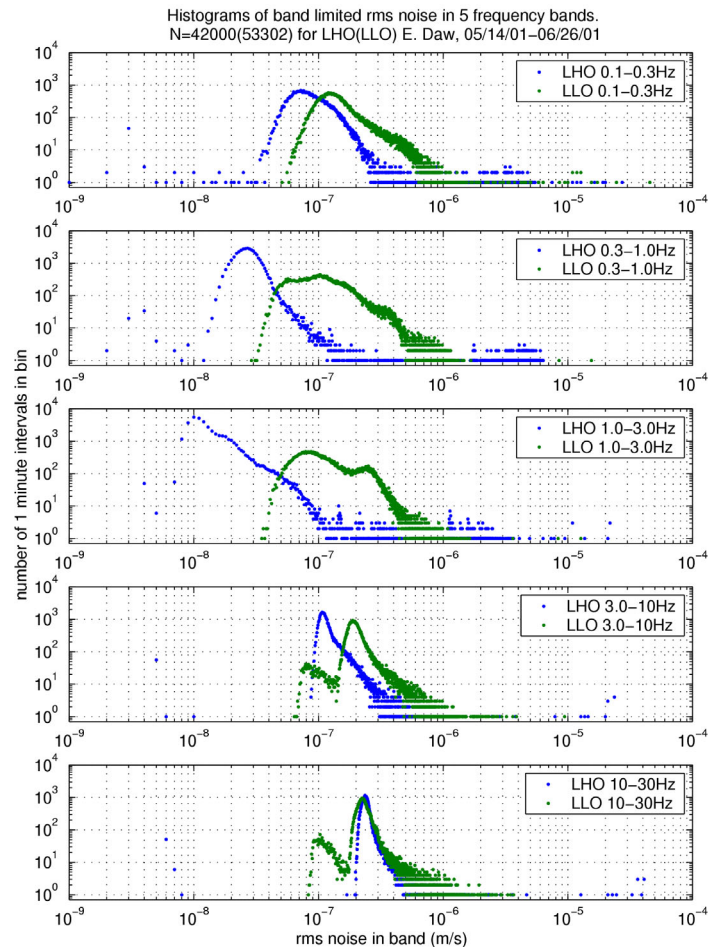 Histograms of band limited rms noise in 5 frequency bands.
N=42000(53302) for LHO(LLO) E. Daw, 05/14/01−06/26/01
10^4
10^3
10^2
10^1
10^0
LHO 0.1−0.3Hz
LLO 0.1−0.3Hz
10^−9 10^−8 10^−7 10^−6 10^−5 10^−4
10^4
10^3
10^2
10^1
10^0
LHO 0.3−1.0Hz
LLO 0.3−1.0Hz
10^−9 10^−8 10^−7 10^−6 10^−5 10^−4
number of 1 minute intervals in bin
10^4
10^3
10^2
10^1
10^0
LHO 1.0−3.0Hz
LLO 1.0−3.0Hz
10^−9 10^−8 10^−7 10^−6 10^−5 10^−4
10^4
10^3
10^2
10^1
10^0
LHO 3.0−10Hz
LLO 3.0−10Hz
10^−9 10^−8 10^−7 10^−6 10^−5 10^−4
10^4
10^3
10^2
10^1
10^0
LHO 10−30Hz
LLO 10−30Hz
10^−9 10^−8 10^−7 10^−6 10^−5 10^−4
rms noise in band (m/s)